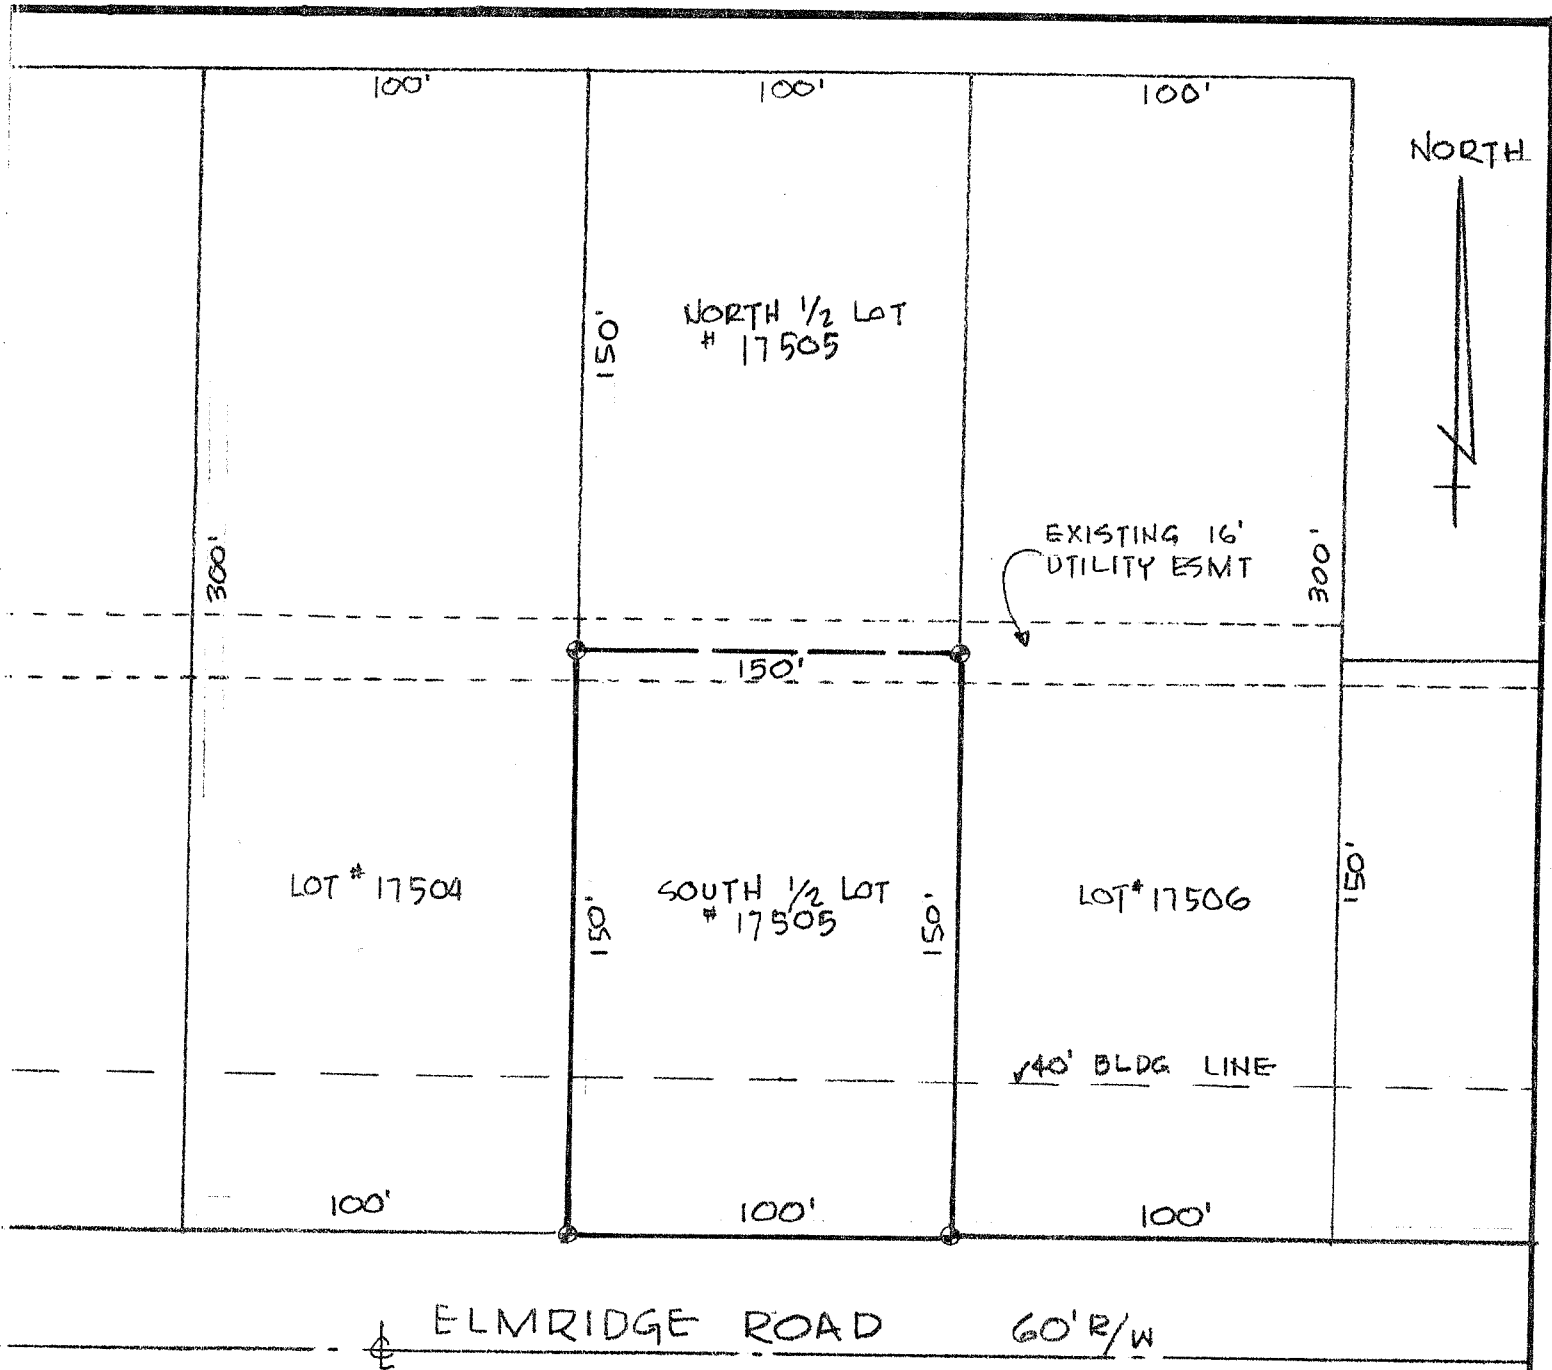 100' 100' 100'
NORTH
NORTH 1/2 LOT
# 17505
150'
EXISTING 16'
UTILITY ESMT
300'
300'
150'
LOT # 17504
SOUTH 1/2 LOT
# 17505
LOT # 17506
150'
150'
150'
40' BLDG LINE
100' 100' 100'
℄ ELMRIDGE ROAD 60' R/W